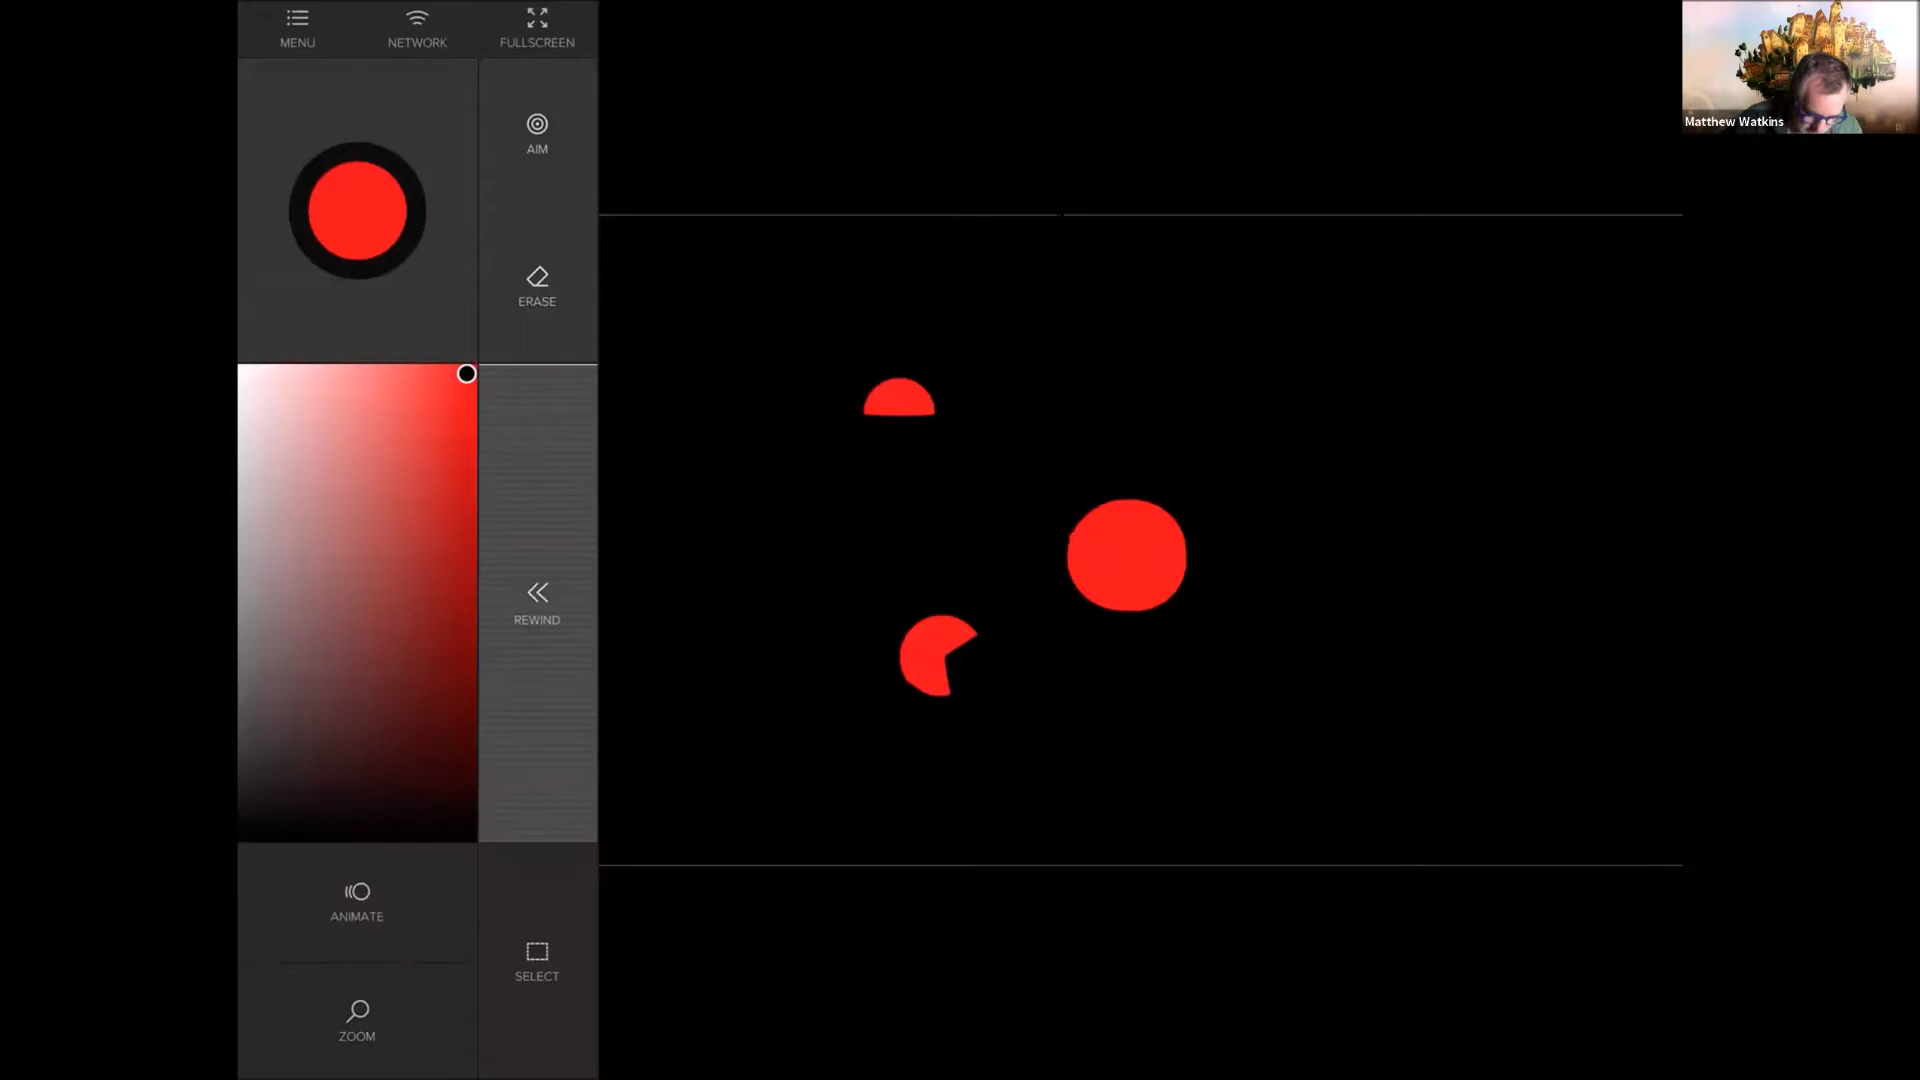 MENU
NETWORK
FULLSCREEN
AIM
ERASE
REWIND
ANIMATE
SELECT
ZOOM
Matthew Watkins